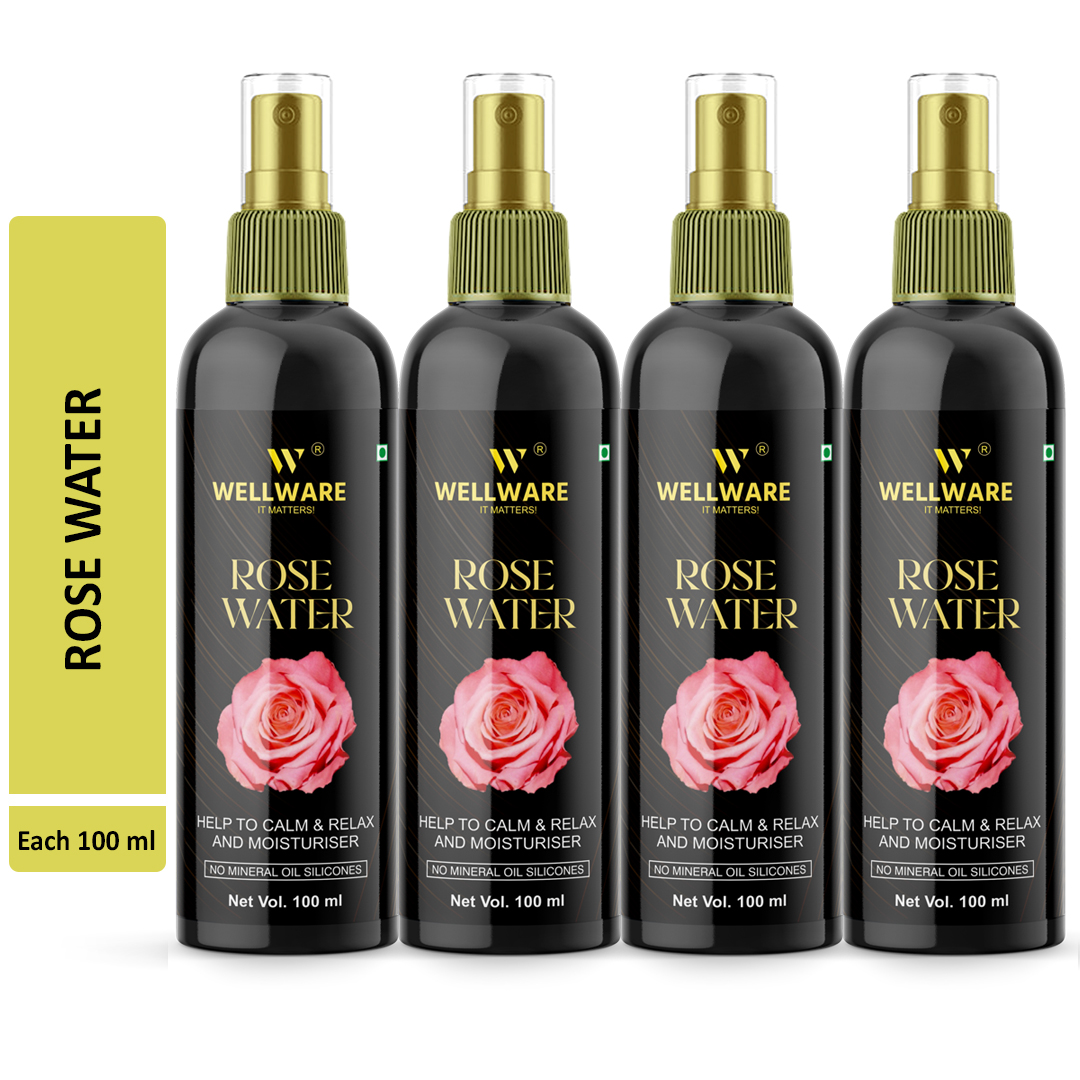 ROSE WATER
Each 100 ml
W ®
WELLWARE
IT MATTERS!
ROSE
WATER
HELP TO CALM & RELAX
AND MOISTURISER
NO MINERAL OIL SILICONES
Net Vol. 100 ml
W ®
WELLWARE
IT MATTERS!
ROSE
WATER
HELP TO CALM & RELAX
AND MOISTURISER
NO MINERAL OIL SILICONES
Net Vol. 100 ml
W ®
WELLWARE
IT MATTERS!
ROSE
WATER
HELP TO CALM & RELAX
AND MOISTURISER
NO MINERAL OIL SILICONES
Net Vol. 100 ml
W ®
WELLWARE
IT MATTERS!
ROSE
WATER
HELP TO CALM & RELAX
AND MOISTURISER
NO MINERAL OIL SILICONES
Net Vol. 100 ml